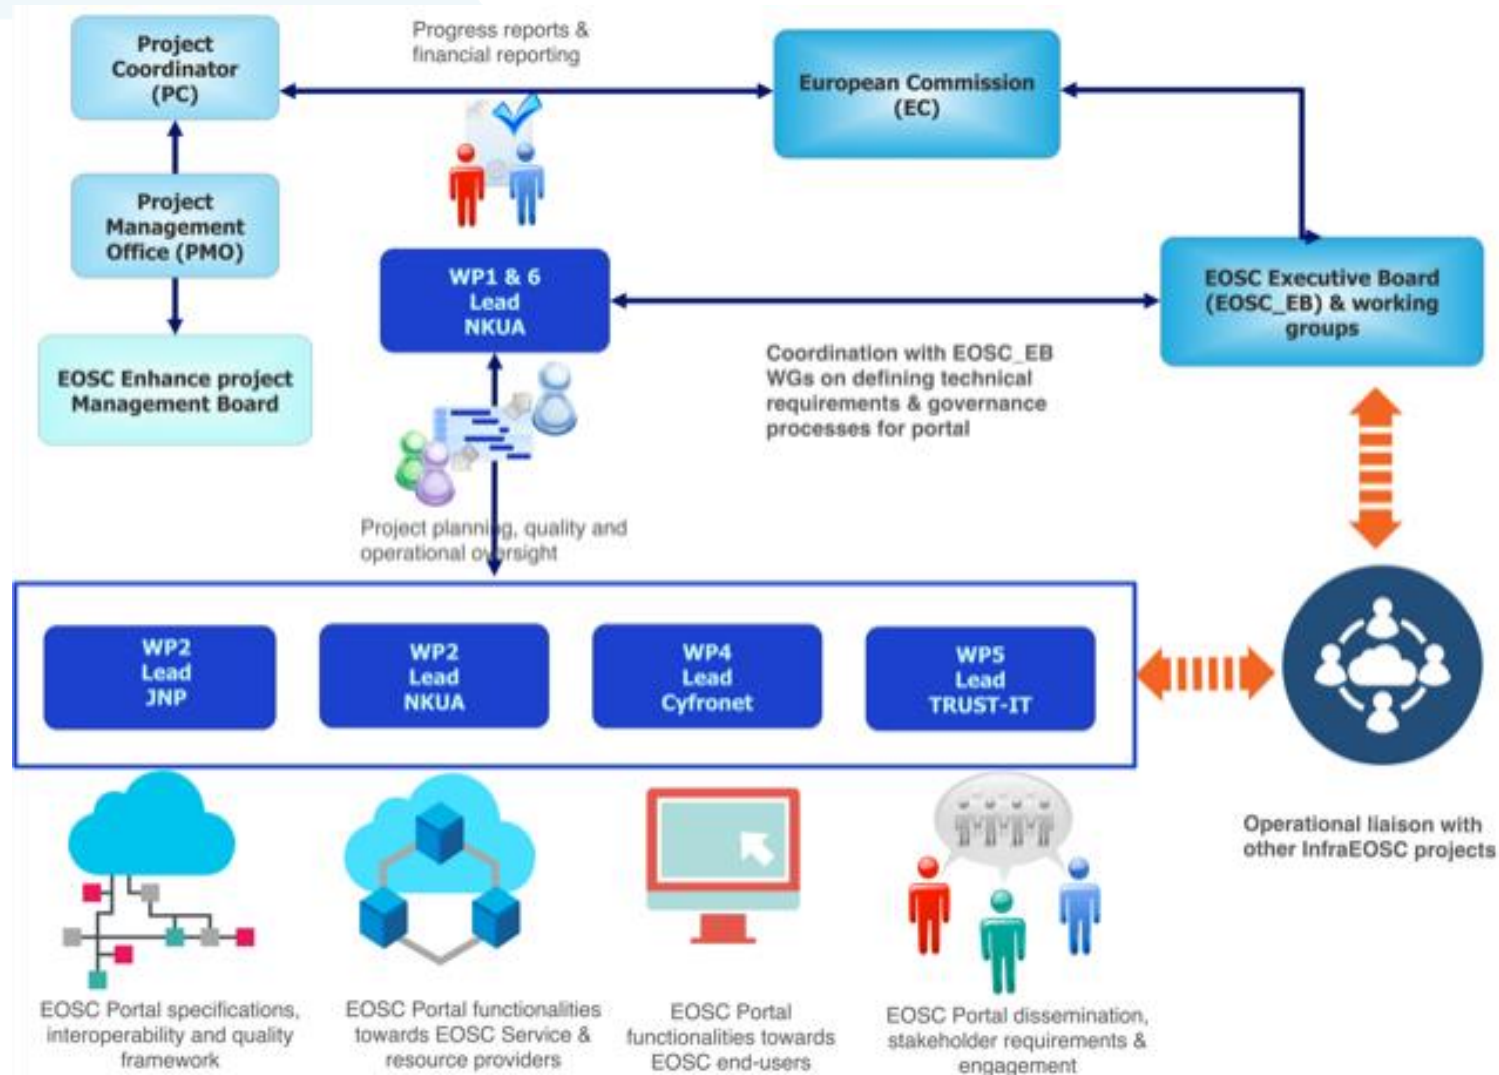 Project
Coordinator
(PC)
Progress reports &
financial reporting
European Commission
(EC)
Project
Management
Office (PMO)
WP1 & 6
Lead
NKUA
EOSC Executive Board
(EOSC_EB) & working
groups
EOSC Enhance project
Management Board
Coordination with EOSC_EB
WGs on defining technical
requirements & governance
processes for portal
Project planning, quality and
operational oversight
WP2
Lead
JNP
WP2
Lead
NKUA
WP4
Lead
Cyfronet
WP5
Lead
TRUST-IT
Operational liaison with
other InfraEOSC projects
EOSC Portal specifications,
interoperability and quality
framework
EOSC Portal functionalities
towards EOSC Service &
resource providers
EOSC Portal
functionalities towards
EOSC end-users
EOSC Portal dissemination,
stakeholder requirements &
engagement